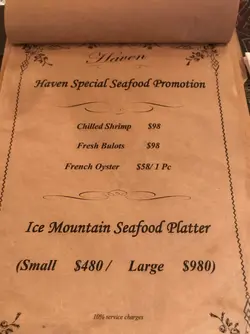 Haven
Haven Special Seafood Promotion
Chilled Shrimp $98
Fresh Bulots $98
French Oyster $58/ 1 Pc
Ice Mountain Seafood Platter
(Small $480 / Large $980)
10% service charges